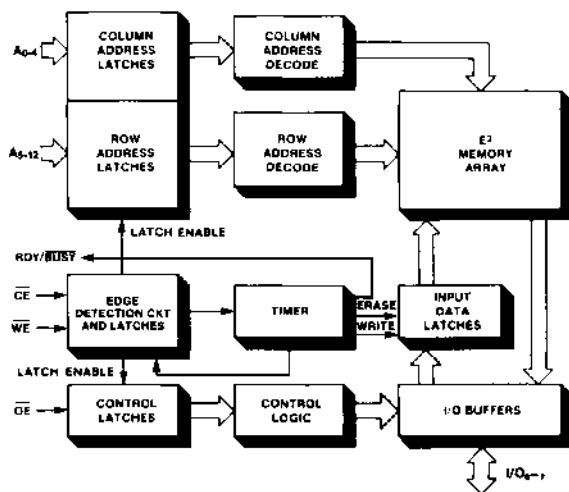 A0-4
COLUMN
ADDRESS
LATCHES
COLUMN
ADDRESS
DECODE
A5-12
ROW
ADDRESS
LATCHES
ROW
ADDRESS
DECODE
E2
MEMORY
ARRAY
LATCH ENABLE
RDY/BUSY
CE
WE
EDGE
DETECTION CKT
AND LATCHES
TIMER
ERASE
WRITE
INPUT
DATA
LATCHES
LATCH ENABLE
OE
CONTROL
LATCHES
CONTROL
LOGIC
I/O BUFFERS
I/O0-7